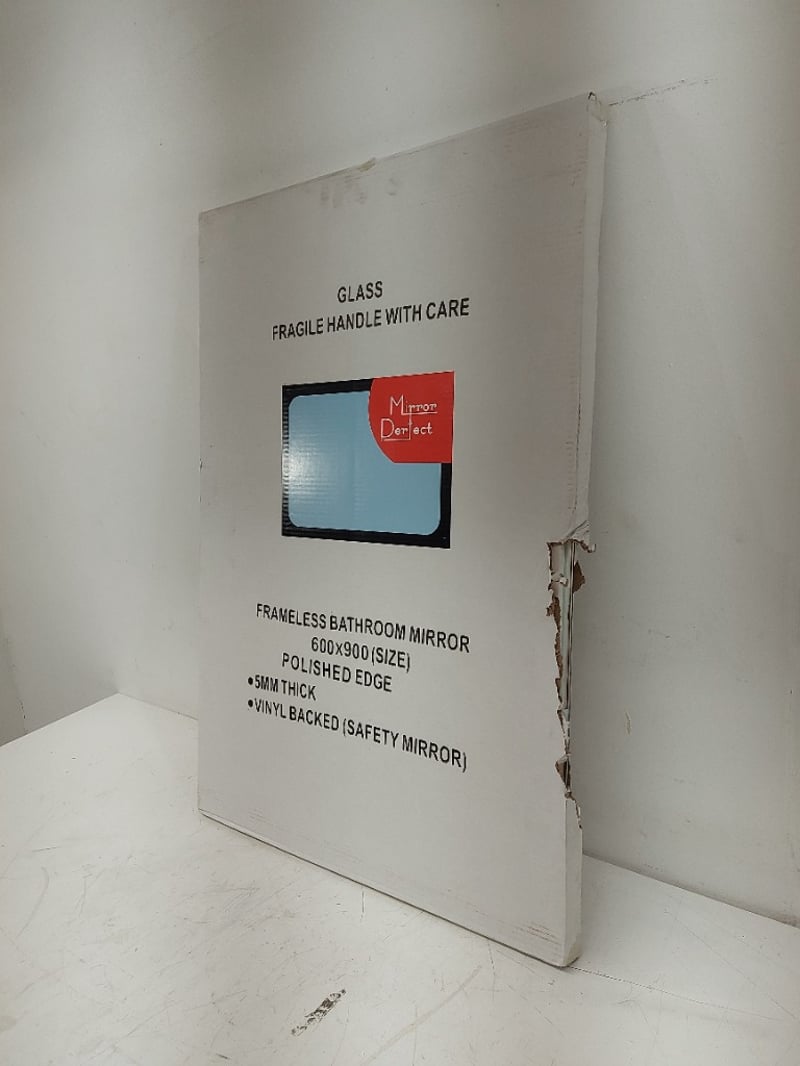 GLASS
FRAGILE HANDLE WITH CARE
Mirror
Perfect
FRAMELESS BATHROOM MIRROR
600x900 (SIZE)
POLISHED EDGE
•5MM THICK
•VINYL BACKED (SAFETY MIRROR)